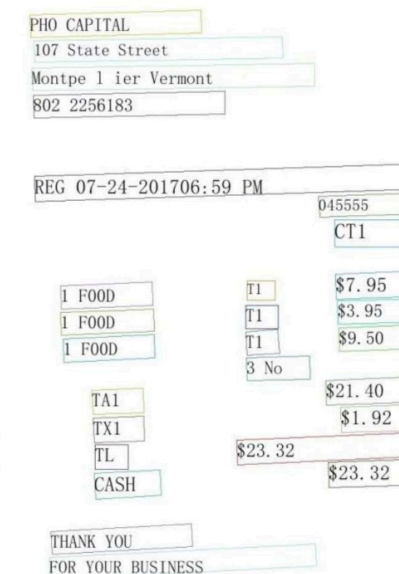 PHO CAPITAL
107 State Street
Montpe l ier Vermont
802 2256183
REG 07-24-201706:59 PM
045555
CT1
1 FOOD T1 $7.95
1 FOOD T1 $3.95
1 FOOD T1 $9.50
3 No
TA1 $21.40
TX1 $1.92
TL $23.32
CASH $23.32
THANK YOU
FOR YOUR BUSINESS